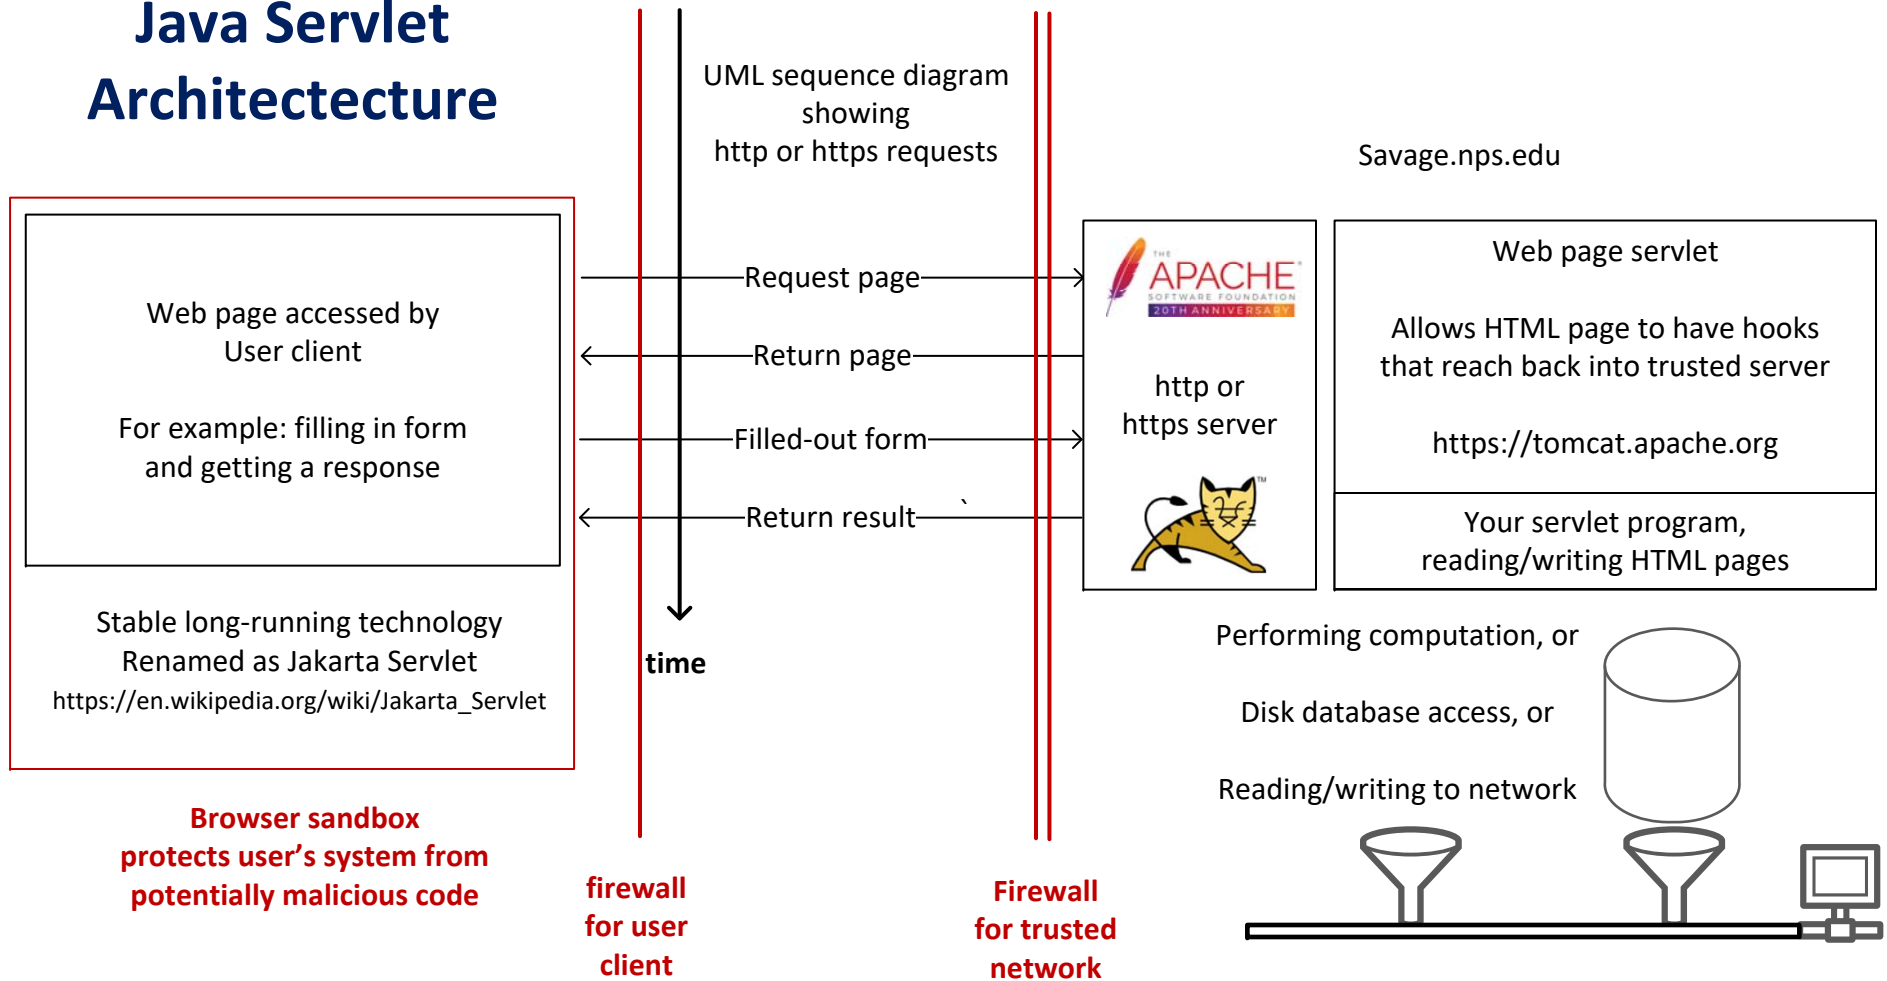 Java Servlet
Architectecture
UML sequence diagram
showing
http or https requests
Savage.nps.edu
Web page accessed by
User client
For example: filling in form
and getting a response
Stable long-running technology
Renamed as Jakarta Servlet
https://en.wikipedia.org/wiki/Jakarta_Servlet
Browser sandbox
protects user’s system from
potentially malicious code
Request page
Return page
Filled-out form
Return result `
time
firewall
for user
client
Firewall
for trusted
network
THE
APACHE®
SOFTWARE FOUNDATION
20TH ANNIVERSARY
http or
https server
TM
Web page servlet
Allows HTML page to have hooks
that reach back into trusted server
https://tomcat.apache.org
Your servlet program,
reading/writing HTML pages
Performing computation, or
Disk database access, or
Reading/writing to network